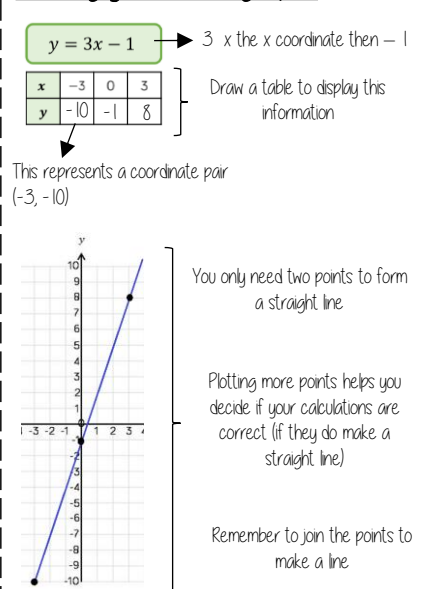 y = 3x − 1
3 x the x coordinate then − 1
x −3 0 3
y -10 -1 8
Draw a table to display this
information
This represents a coordinate pair
(-3, -10)
y
10
9
8
7
6
5
4
3
2
1
0
-3 -2 -1 1 2 3
-1
-2
-3
-4
-5
-6
-7
-8
-9
-10
You only need two points to form
a straight line
Plotting more points helps you
decide if your calculations are
correct (if they do make a
straight line)
Remember to join the points to
make a line